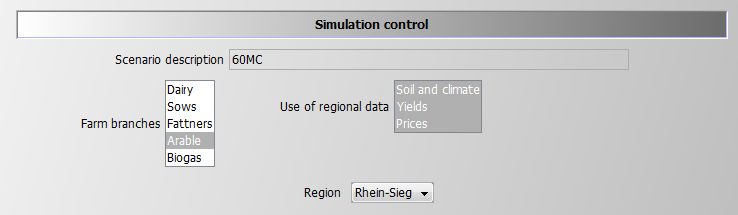 Simulation control
Scenario description 60MC
Farm branches
Dairy
Sows
Fattners
Arable
Biogas
Use of regional data
Soil and climate
Yields
Prices
Region Rhein-Sieg